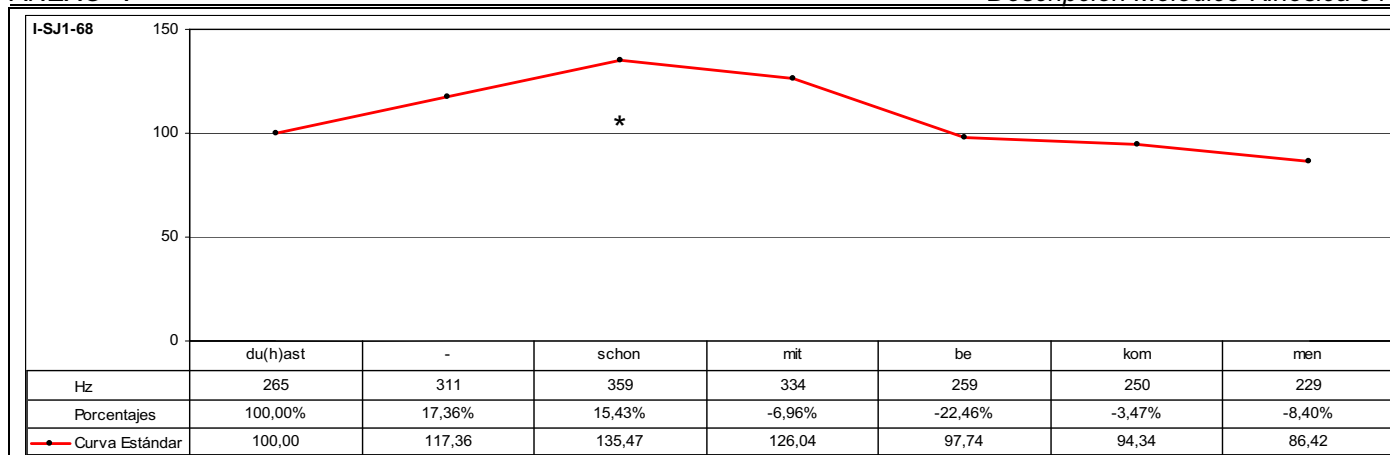 I-SJ1-68
150
100
*
50
0
du(h)ast - schon mit be kom men
Hz 265 311 359 334 259 250 229
Porcentajes 100,00% 17,36% 15,43% -6,96% -22,46% -3,47% -8,40%
Curva Estándar 100,00 117,36 135,47 126,04 97,74 94,34 86,42